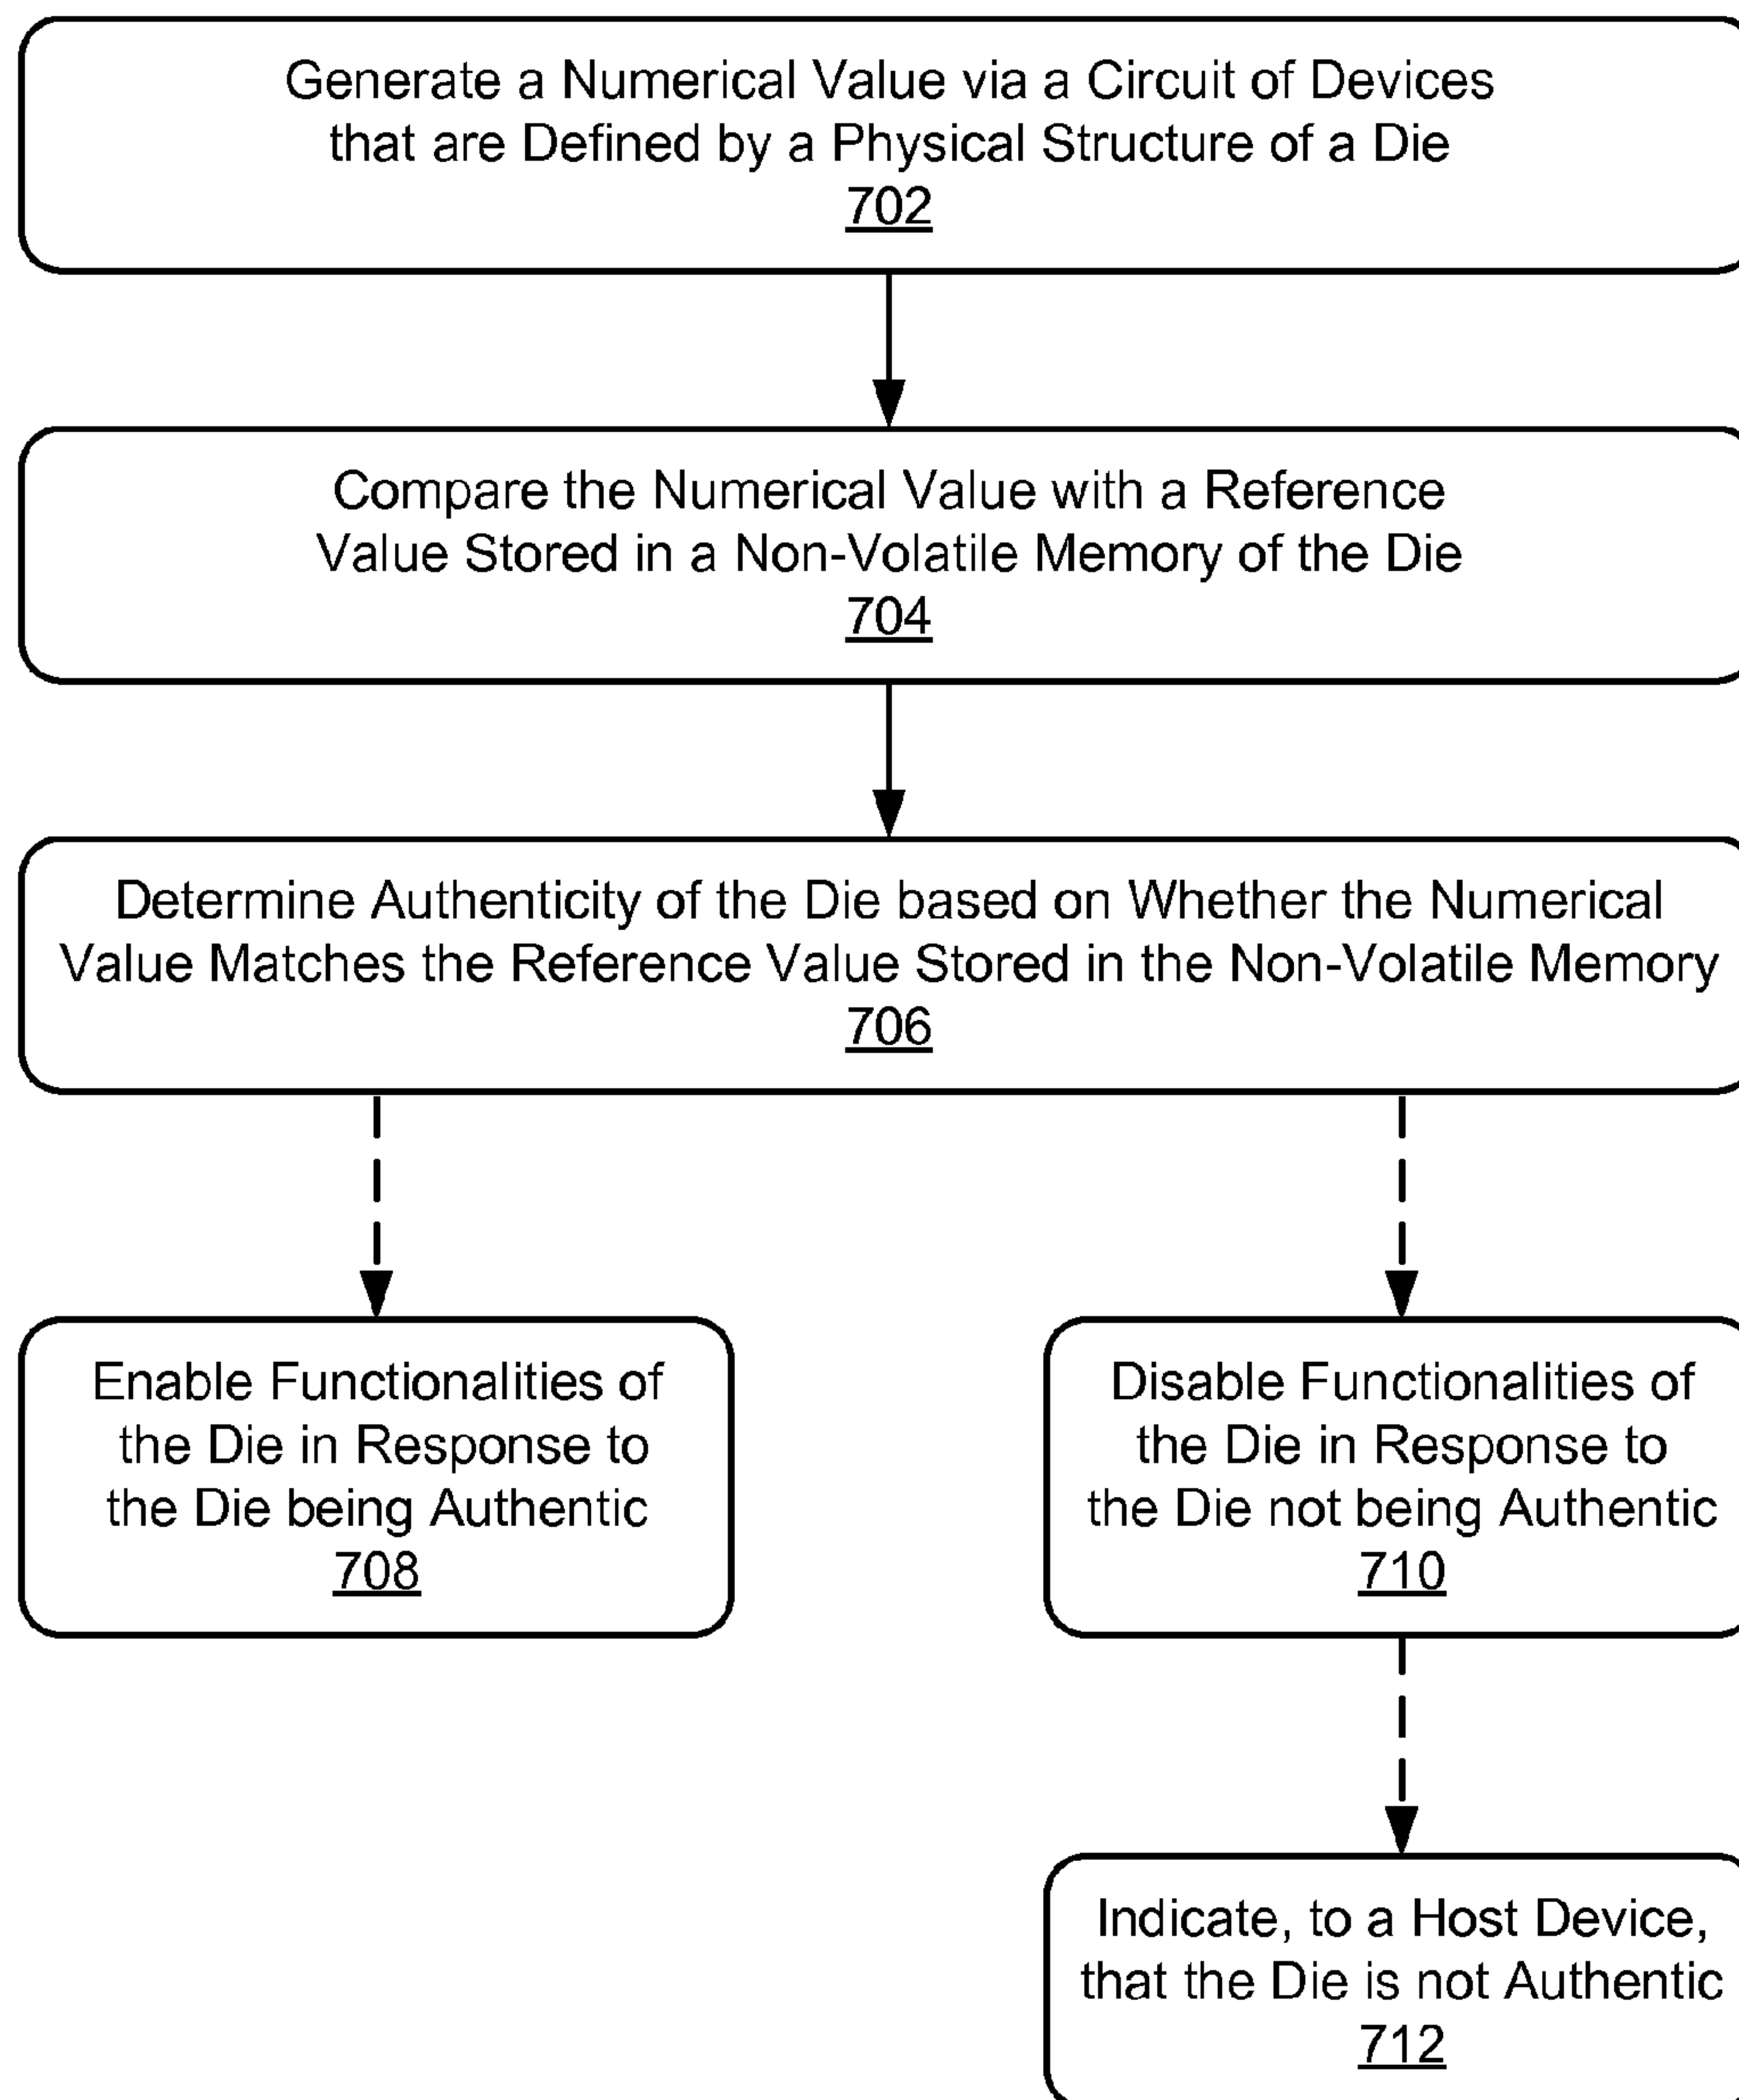 Generate a Numerical Value via a Circuit of Devices
that are Defined by a Physical Structure of a Die
702
Compare the Numerical Value with a Reference
Value Stored in a Non-Volatile Memory of the Die
704
Determine Authenticity of the Die based on Whether the Numerical
Value Matches the Reference Value Stored in the Non-Volatile Memory
706
Enable Functionalities of
the Die in Response to
the Die being Authentic
708
Disable Functionalities of
the Die in Response to
the Die not being Authentic
710
Indicate, to a Host Device,
that the Die is not Authentic
712